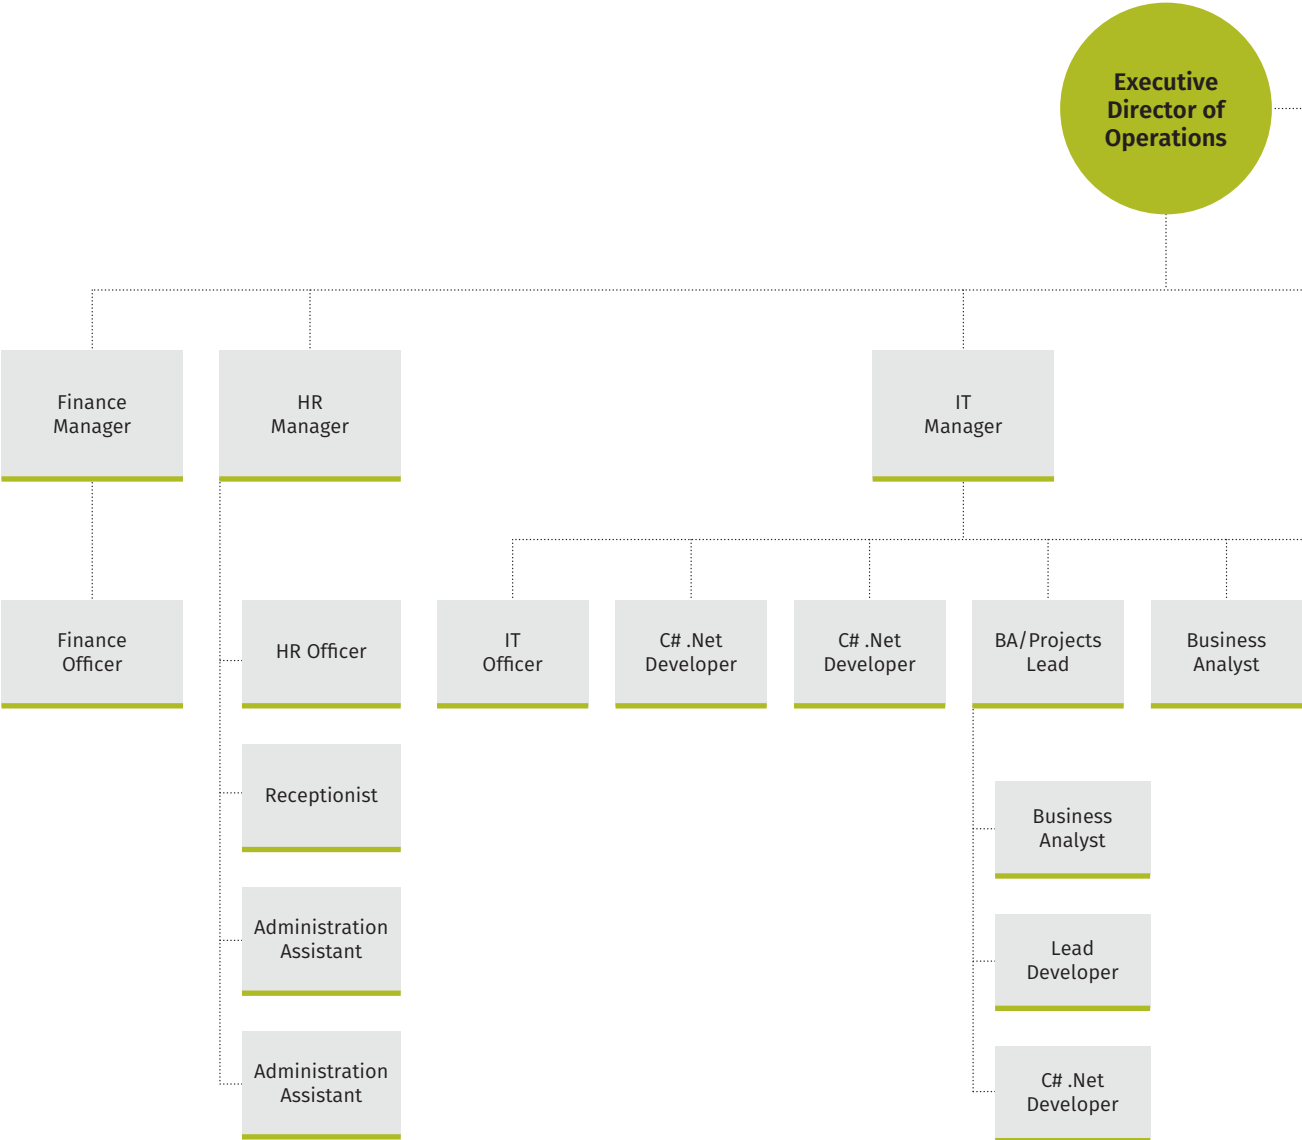 Executive
Director of
Operations
Finance
Manager
HR
Manager
IT
Manager
Finance
Officer
HR Officer
IT
Officer
C# .Net
Developer
C# .Net
Developer
BA/Projects
Lead
Business
Analyst
Receptionist
Business
Analyst
Administration
Assistant
Lead
Developer
Administration
Assistant
C# .Net
Developer